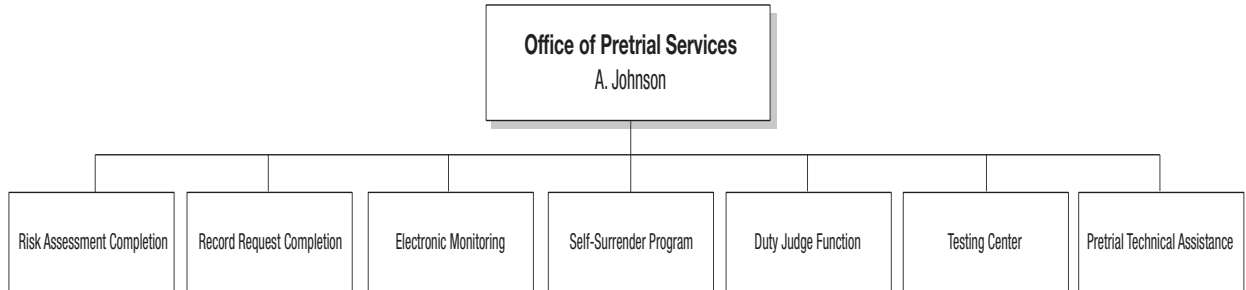 Office of Pretrial Services
A. Johnson
Risk Assessment Completion
Record Request Completion
Electronic Monitoring
Self-Surrender Program
Duty Judge Function
Testing Center
Pretrial Technical Assistance